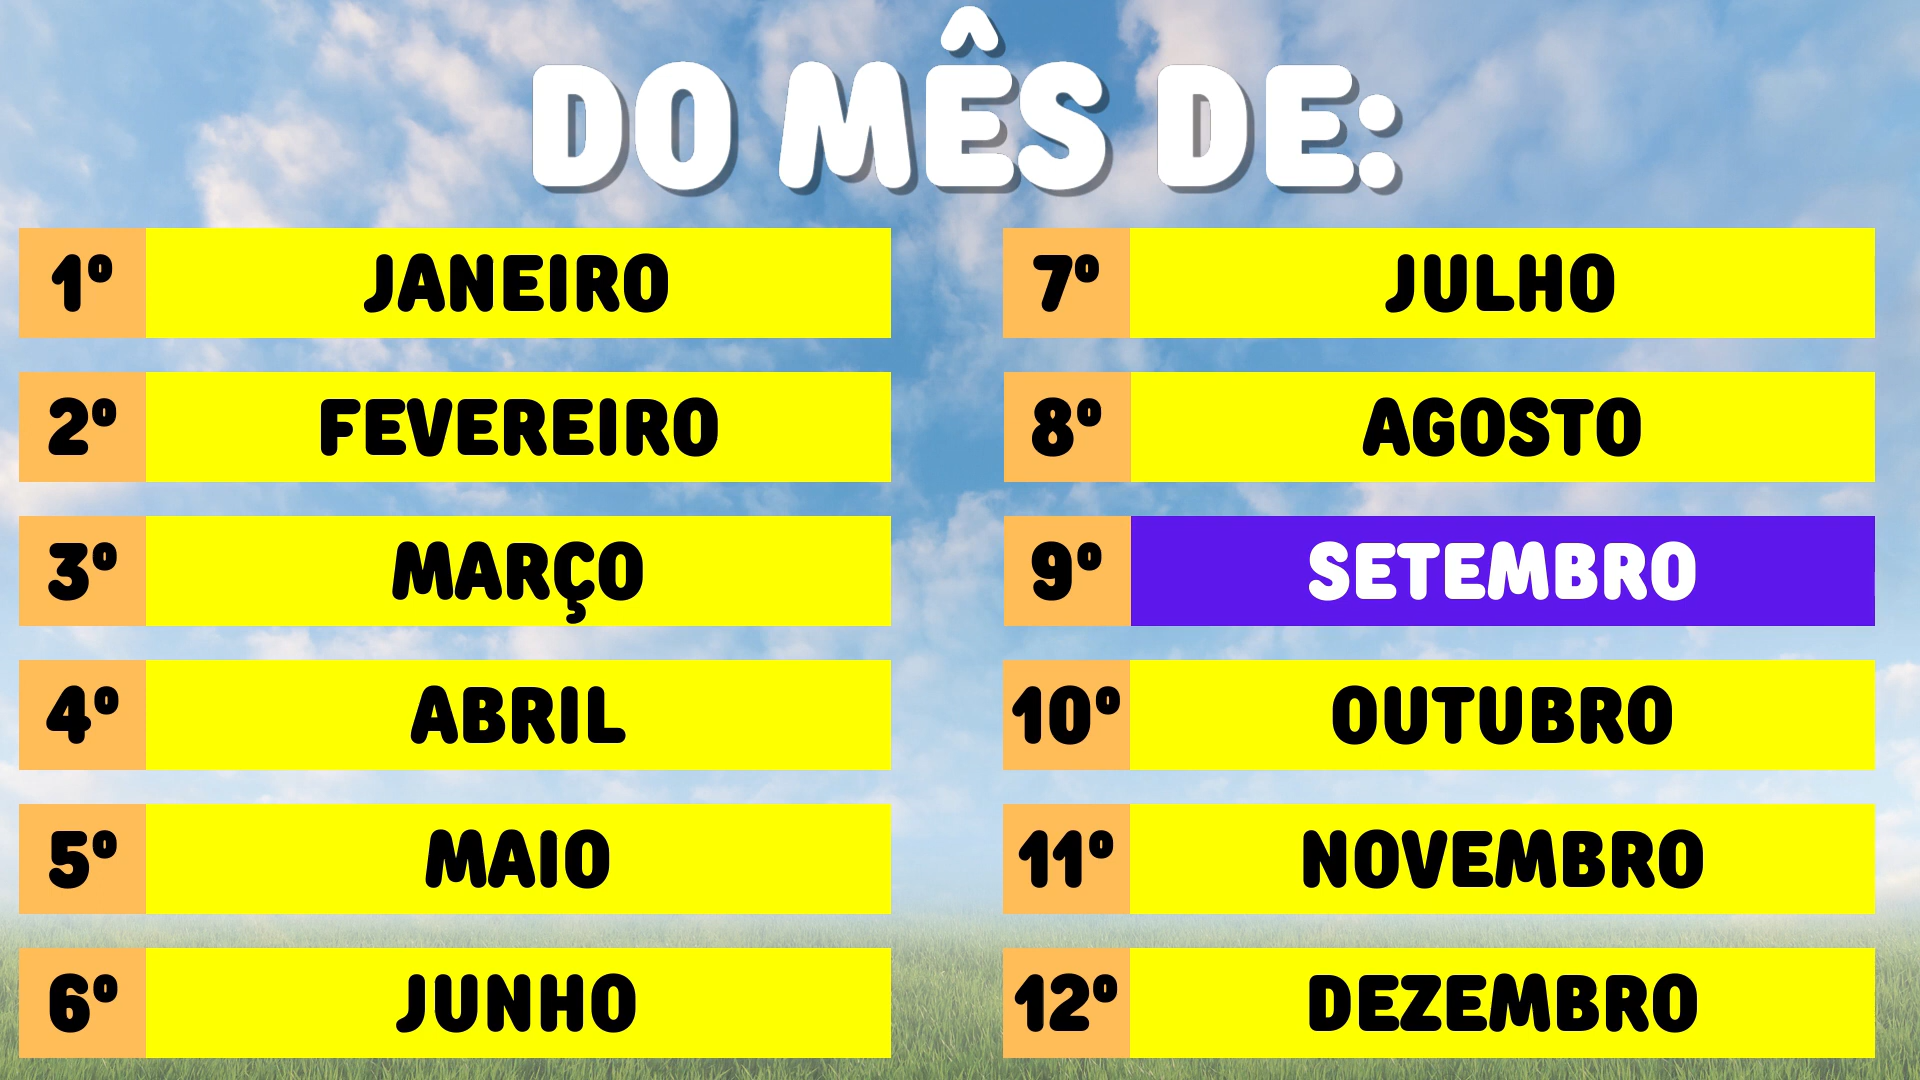 DO MÊS DE:
1º JANEIRO
2º FEVEREIRO
3º MARÇO
4º ABRIL
5º MAIO
6º JUNHO
7º JULHO
8º AGOSTO
9º SETEMBRO
10º OUTUBRO
11º NOVEMBRO
12º DEZEMBRO